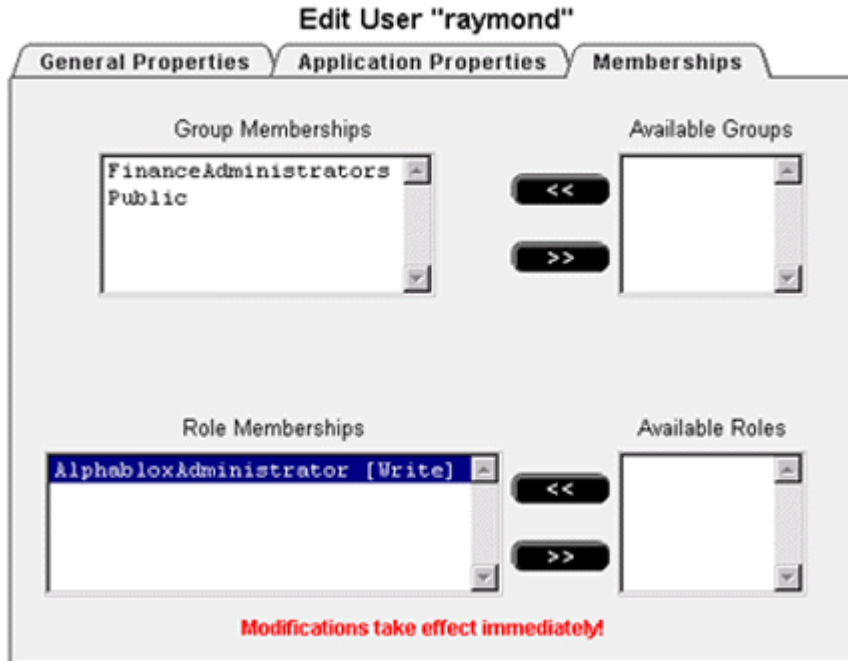 Edit User "raymond"
General Properties
Application Properties
Memberships
Group Memberships
Available Groups
FinanceAdministrators
Public
<<
>>
Role Memberships
Available Roles
AlphabloxAdministrator [Write]
<<
>>
Modifications take effect immediately!